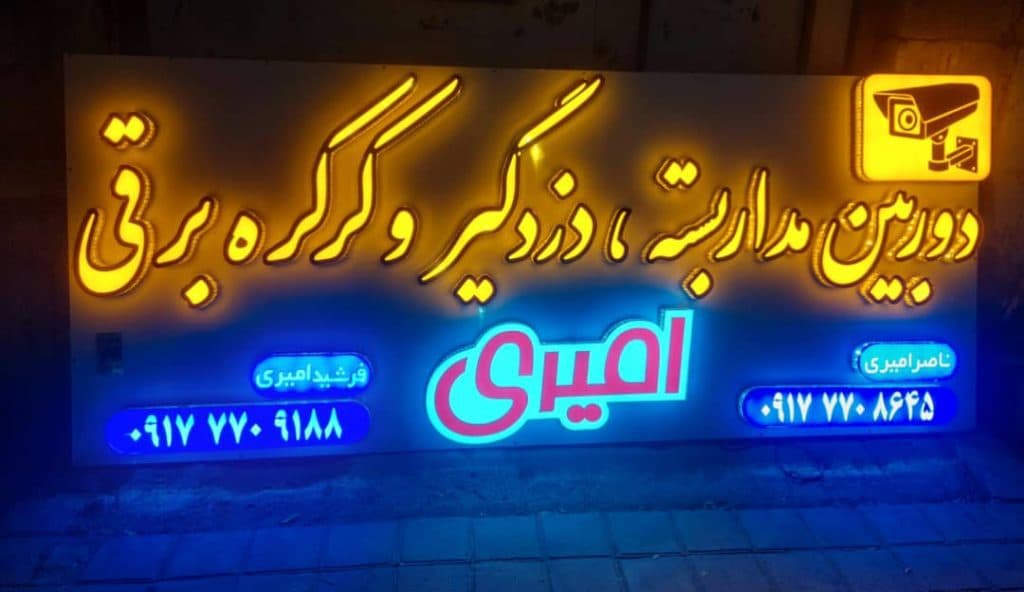 دوربین مداربسته ، دزدگیر و کرکره برقی
امیری
ناصر امیری
۰۹۱۷ ۷۷۰ ۸۶۴۵
فرشید امیری
۰۹۱۷ ۷۷۰ ۹۱۸۸